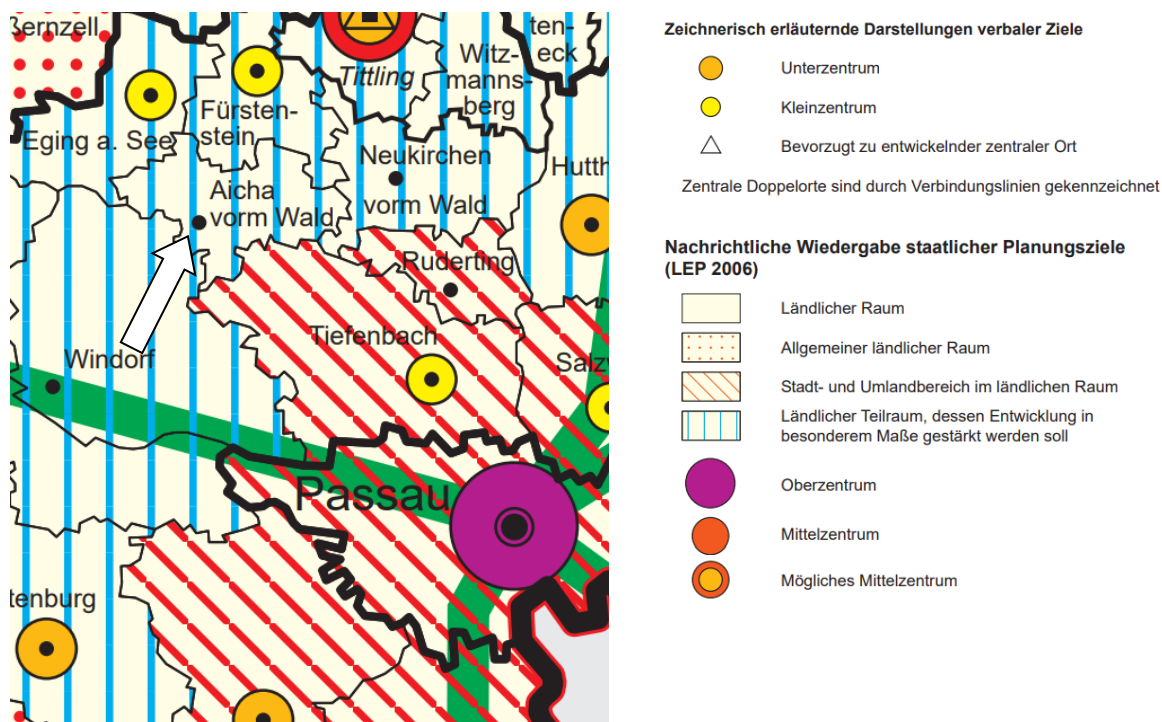 ßernzell
ten-
eck
Witz-
manns-
berg
Tittling
Fürsten-
stein
Eging a. See
Neukirchen
vorm Wald
Hutth
Aicha
vorm Wald
Ruderting
Tiefenbach
Windorf
Salzw
Passau
tenburg
Zeichnerisch erläuternde Darstellungen verbaler Ziele
Unterzentrum
Kleinzentrum
Bevorzugt zu entwickelnder zentraler Ort
Zentrale Doppelorte sind durch Verbindungslinien gekennzeichnet
Nachrichtliche Wiedergabe staatlicher Planungsziele
(LEP 2006)
Ländlicher Raum
Allgemeiner ländlicher Raum
Stadt- und Umlandbereich im ländlichen Raum
Ländlicher Teilraum, dessen Entwicklung in
besonderem Maße gestärkt werden soll
Oberzentrum
Mittelzentrum
Mögliches Mittelzentrum